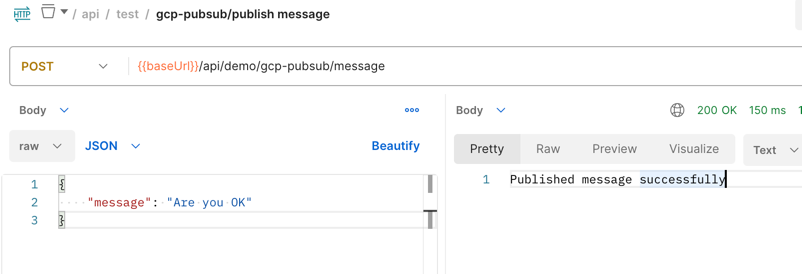 HTTP / api / test / gcp-pubsub/publish message
POST {{baseUrl}}/api/demo/gcp-pubsub/message
Body
raw JSON Beautify
1 {
2 "message": "Are you OK"
3 }
Body 200 OK 150 ms
Pretty Raw Preview Visualize Text
1 Published message successfully